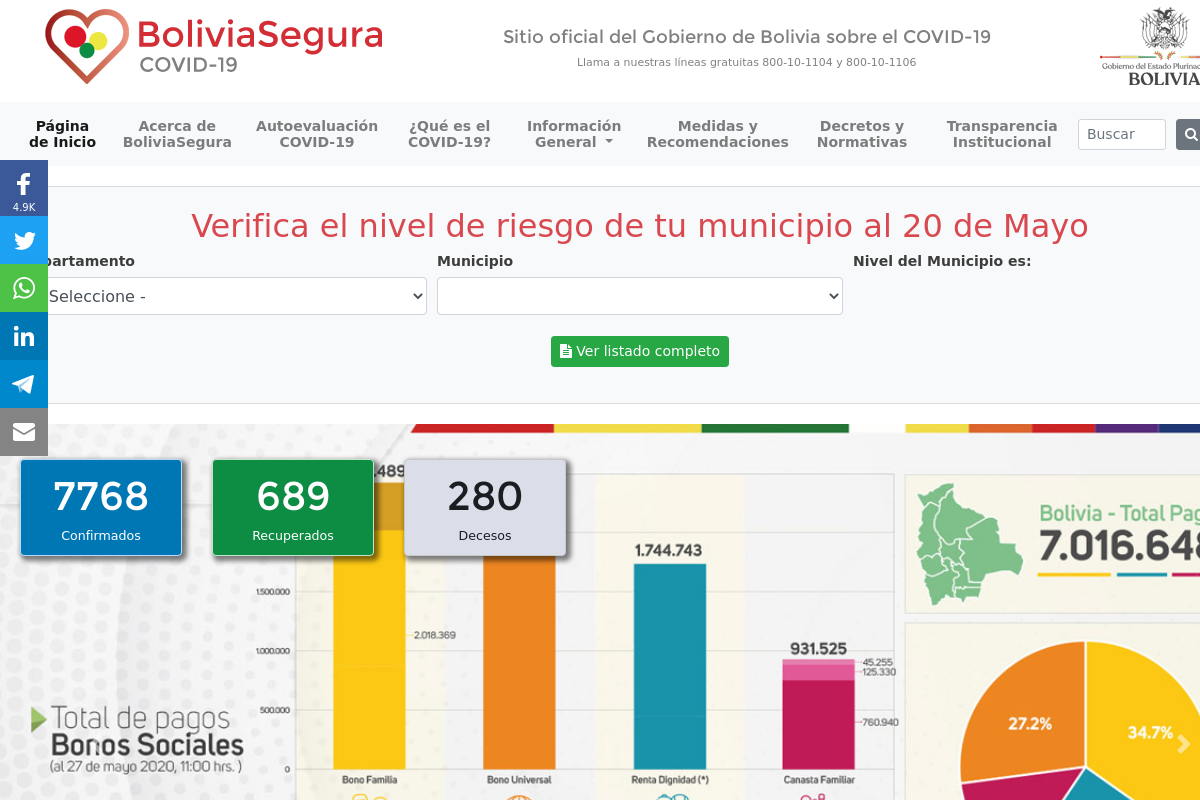 BoliviaSegura
COVID-19
Sitio oficial del Gobierno de Bolivia sobre el COVID-19
Llama a nuestras líneas gratuitas 800-10-1104 y 800-10-1106
Gobierno del Estado Plurinac
BOLIVIA
Página
de Inicio
Acerca de
BoliviaSegura
Autoevaluación
COVID-19
¿Qué es el
COVID-19?
Información
General
Medidas y
Recomendaciones
Decretos y
Normativas
Transparencia
Institucional
Buscar
4.9K
Verifica el nivel de riesgo de tu municipio al 20 de Mayo
partamento
Municipio
Nivel del Municipio es:
Seleccione -
Ver listado completo
7768
Confirmados
689
Recuperados
280
Decesos
.489
1.744.743
931.525
45.255
125.330
760.940
2.018.369
1.500.000
1.000.000
500.000
0
Bono Familia
Bono Universal
Renta Dignidad (*)
Canasta Familiar
Total de pagos
Bonos Sociales
(al 27 de mayo 2020, 11:00 hrs. )
Bolivia - Total Pag
7.016.648
27.2%
34.7%